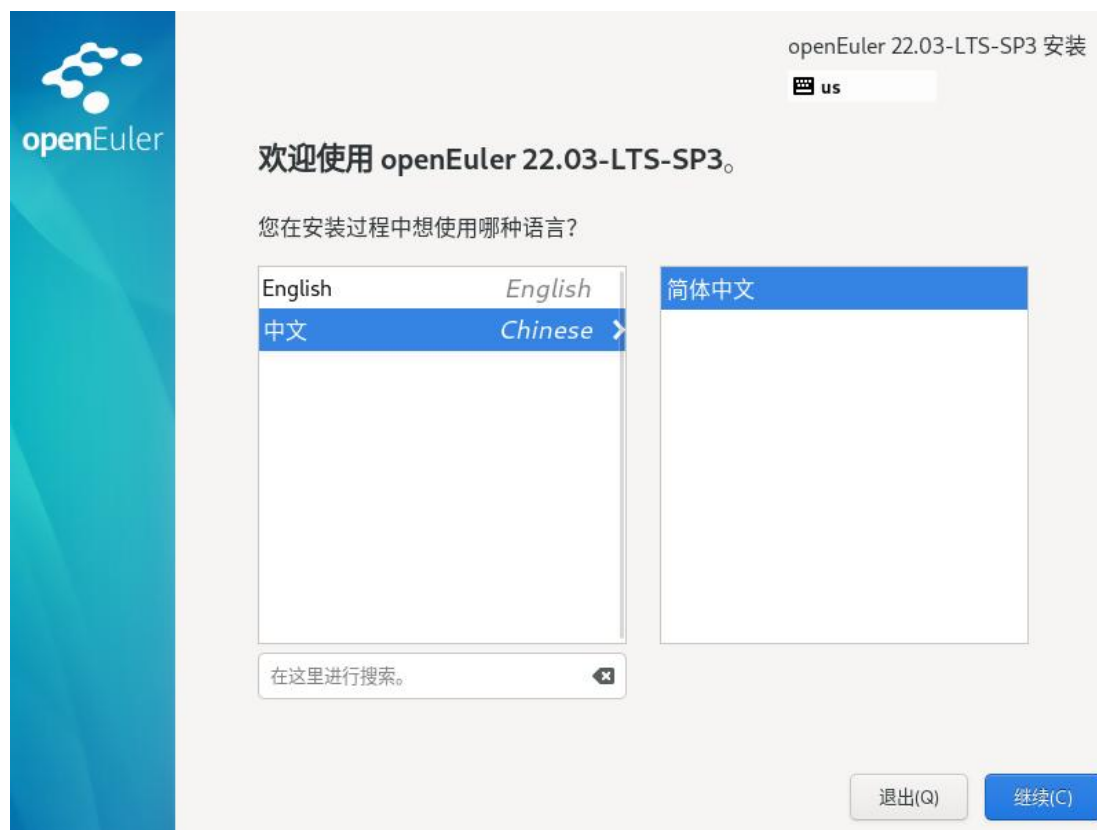 openEuler
openEuler 22.03-LTS-SP3 安装
us
欢迎使用 openEuler 22.03-LTS-SP3。
您在安装过程中想使用哪种语言?
English English
中文 Chinese
简体中文
在这里进行搜索。
退出(Q)
继续(C)